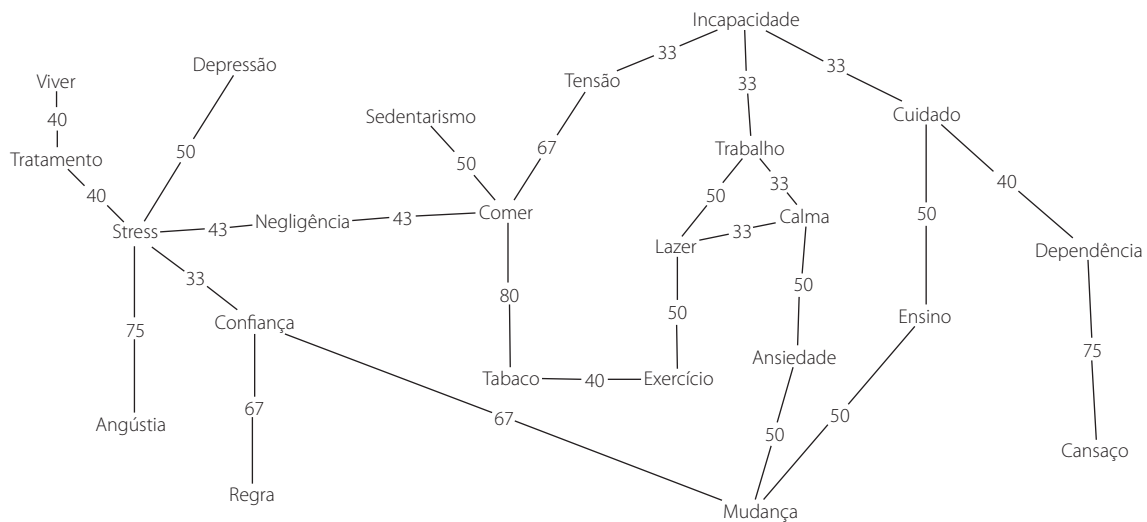 Incapacidade
33
Depressão
33
33
Viver
Tensão
Sedentarismo
Cuidado
40
67
Trabalho
50
Tratamento
50
33
40
40
50
50
Calma
Negligência
43
Comer
43
Stress
33
Lazer
Dependência
33
50
80
50
Ensino
Confiança
75
Ansiedade
75
Tabaco
40
Exercício
67
67
50
Angústia
50
Cansaço
Regra
Mudança